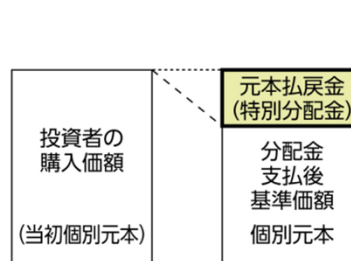 投資者の
購入価額
(当初個別元本)
元本払戻金
(特別分配金)
分配金
支払後
基準価額
個別元本